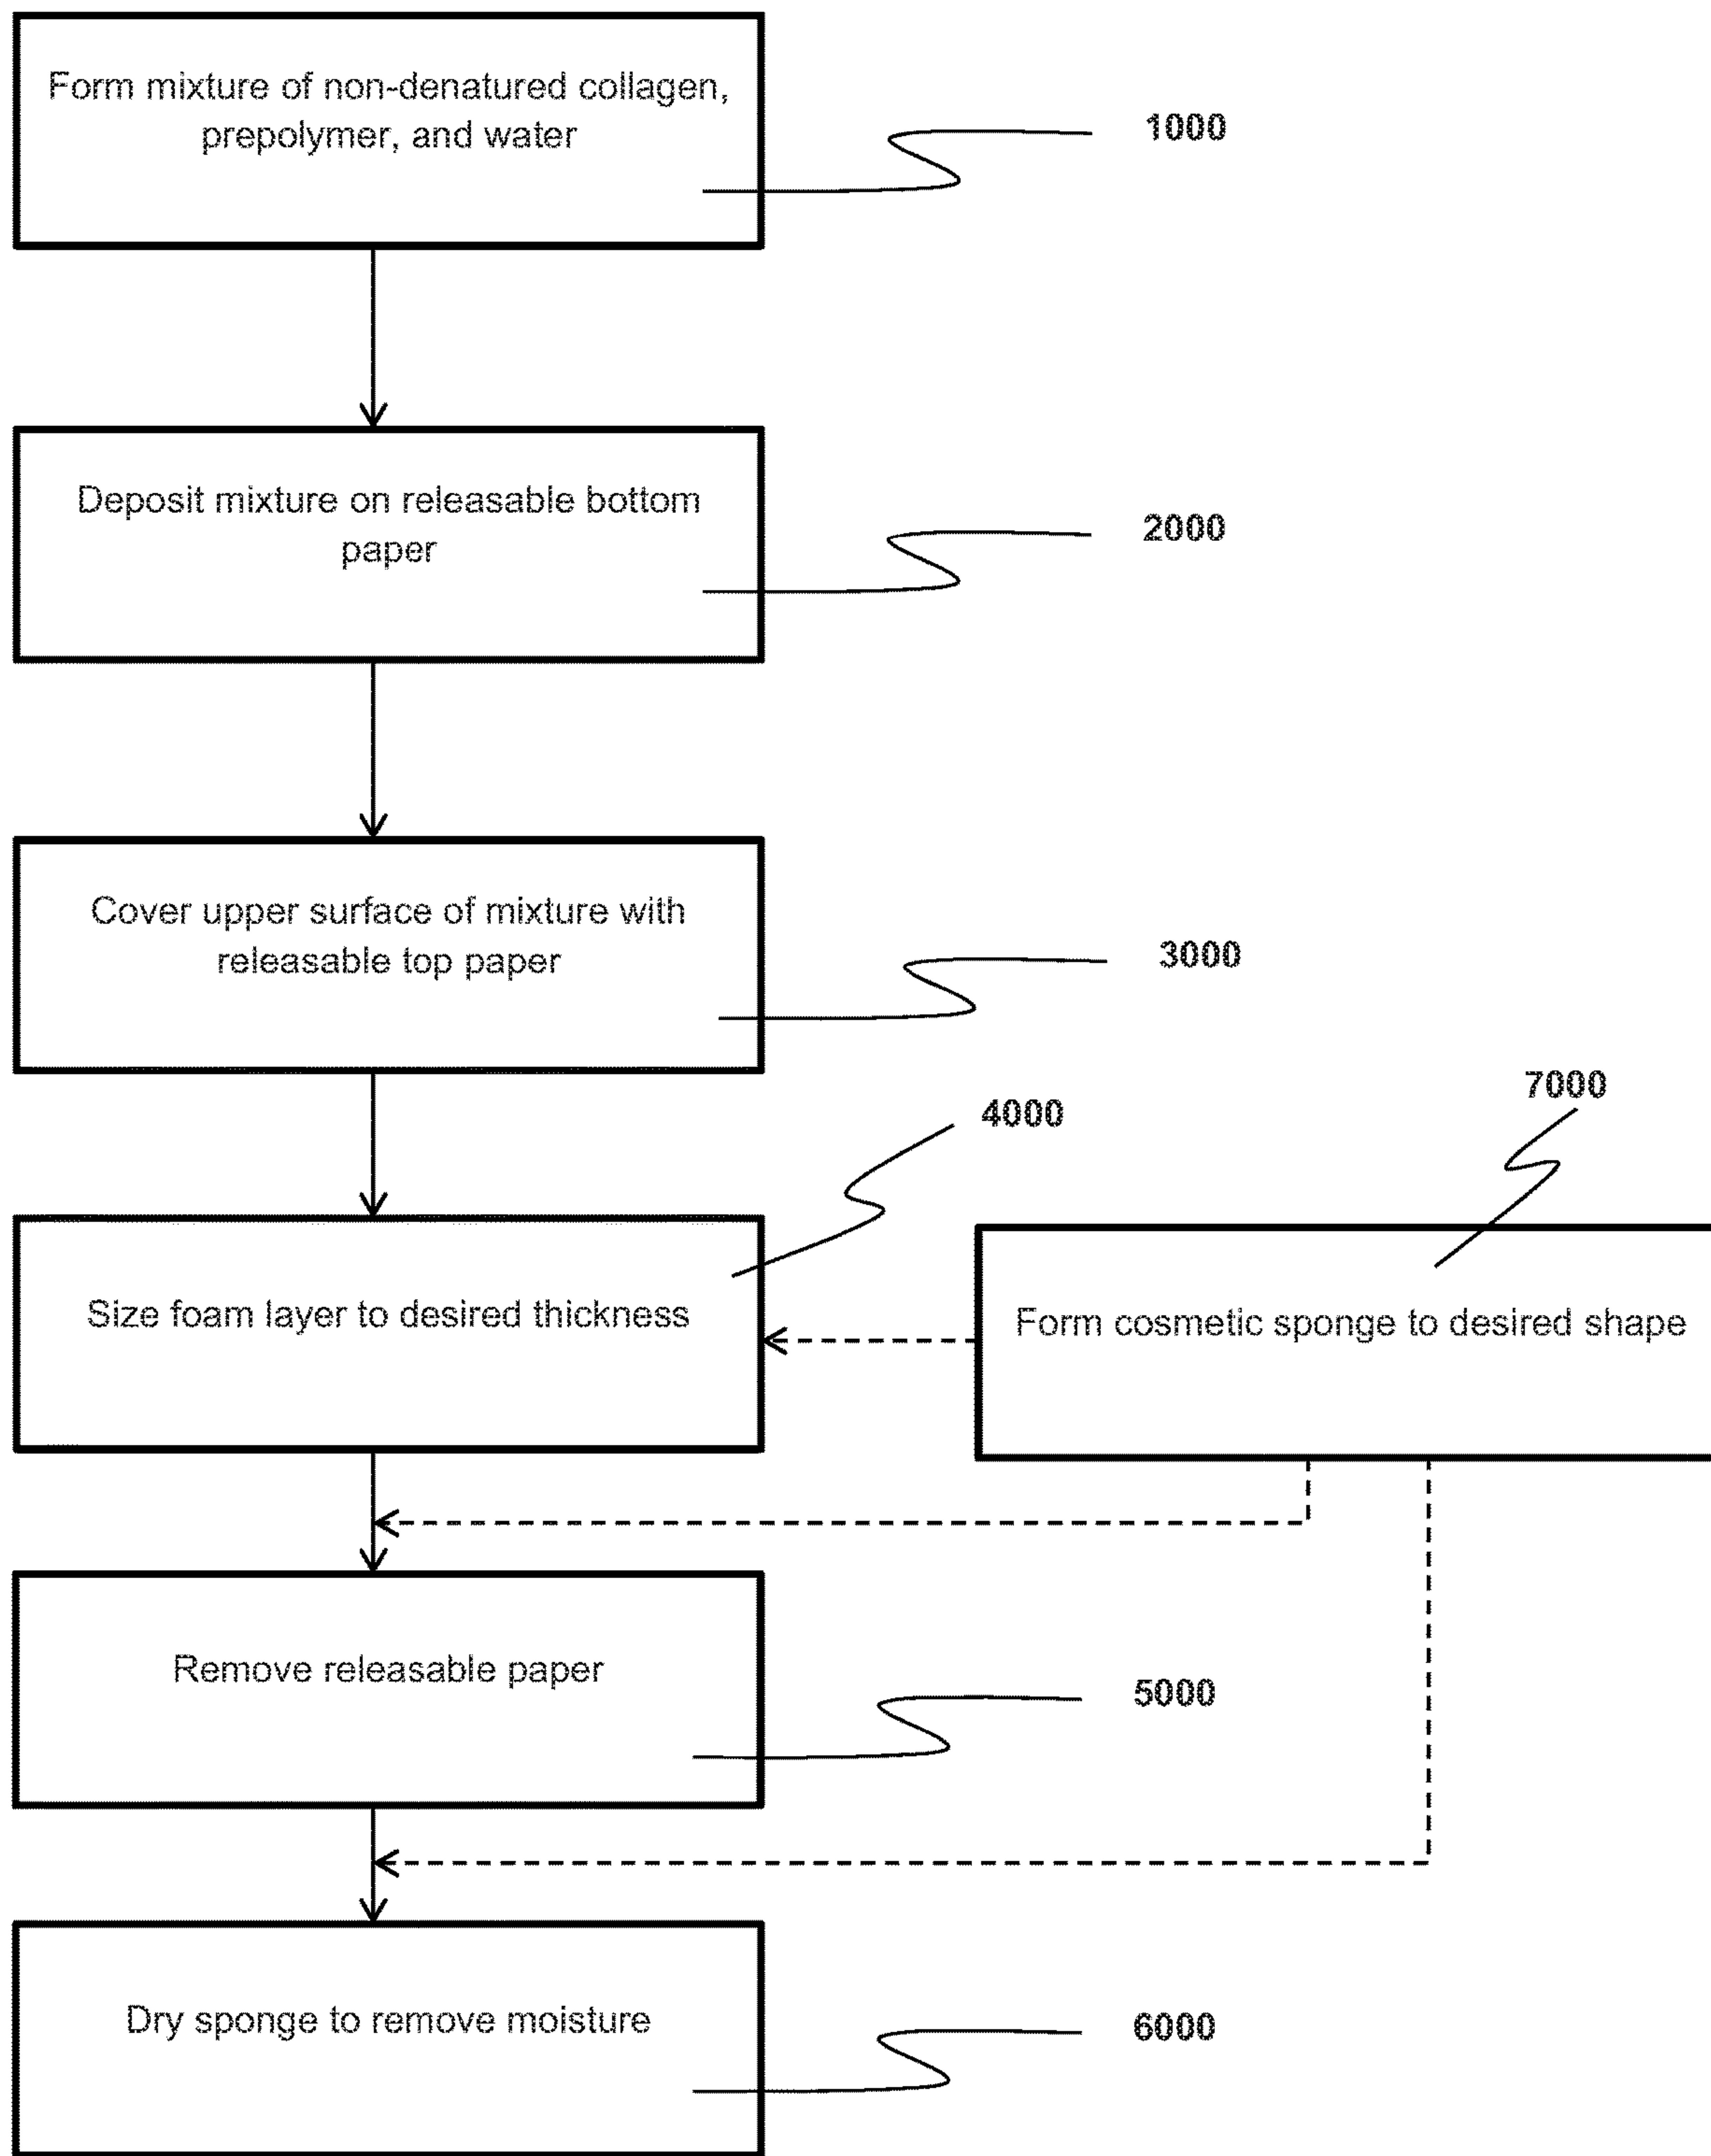 Form mixture of non-denatured collagen,
prepolymer, and water
1000
Deposit mixture on releasable bottom
paper
2000
Cover upper surface of mixture with
releasable top paper
3000
4000
7000
Size foam layer to desired thickness
Form cosmetic sponge to desired shape
Remove releasable paper
5000
Dry sponge to remove moisture
6000